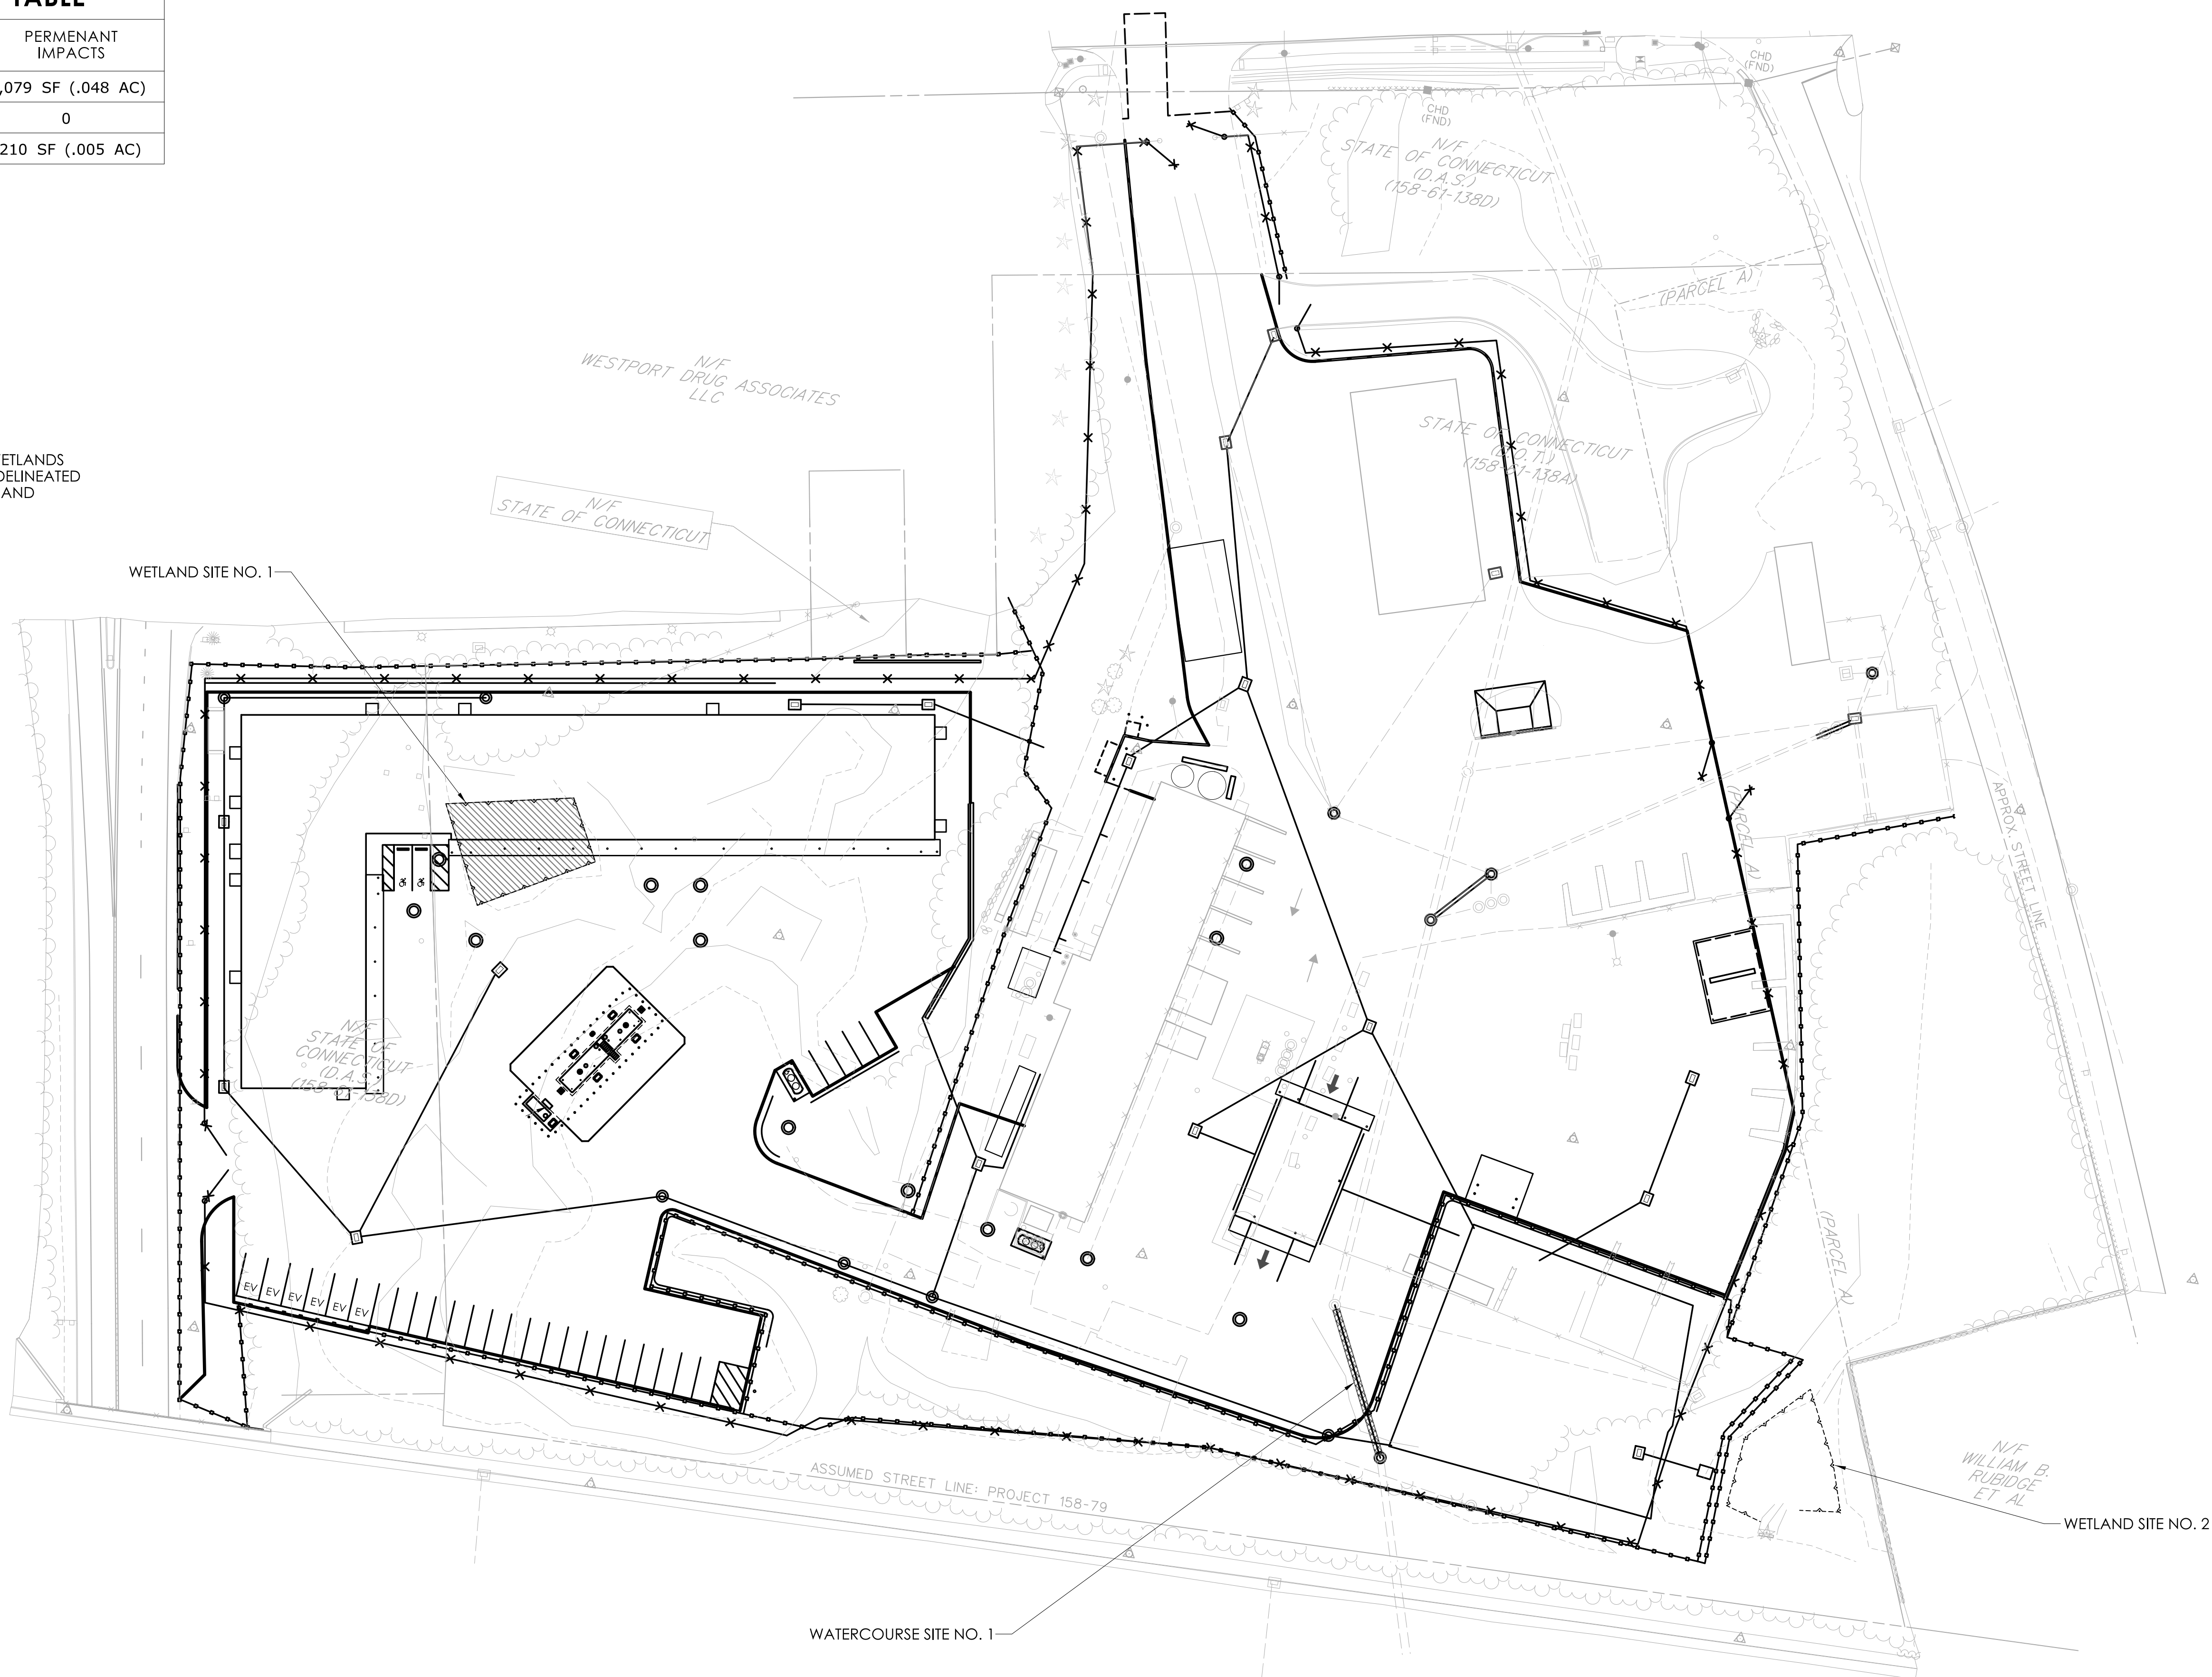 TABLE
PERMENANT
IMPACTS
,079 SF (.048 AC)
0
210 SF (.005 AC)
CHD
(FND)
CHD
(FND)
N/F
STATE OF CONNECTICUT
(D.A.S.)
(158-61-138D)
(PARCEL A)
N/F
WESTPORT DRUG ASSOCIATES
LLC
STATE OF CONNECTICUT
(D.O.T.)
(158-61-138A)
ETLANDS
DELINEATED
AND
N/F
STATE OF CONNECTICUT
WETLAND SITE NO. 1
(PARCEL A)
APPROX. STREET LINE
N/F
STATE OF
CONNECTICUT
(D.A.S.)
(158-61-138D)
(PARCEL A)
EV
EV
EV
EV
EV
EV
ASSUMED STREET LINE: PROJECT 158-79
N/F
WILLIAM B.
RUBIDGE
ET AL
WETLAND SITE NO. 2
WATERCOURSE SITE NO. 1